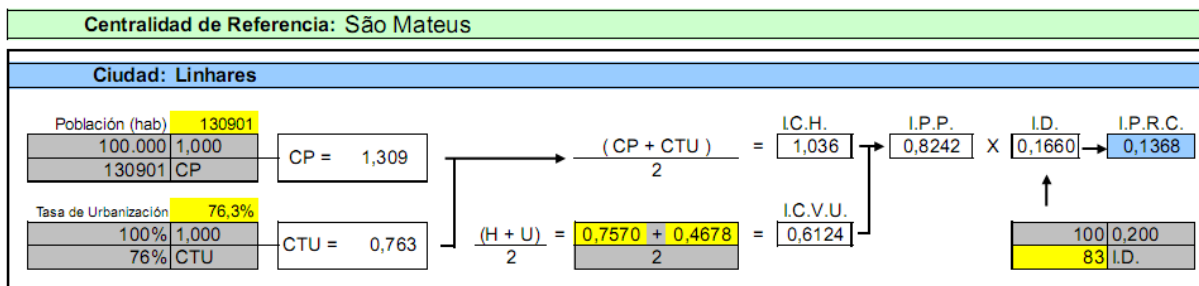 Centralidad de Referencia: São Mateus
Ciudad: Linhares
Población (hab) 130901
100.000 1,000
130901 CP
CP = 1,309
( CP + CTU )
2
=
I.C.H.
1,036
I.P.P.
0,8242
X
I.D.
0,1660
I.P.R.C.
0,1368
Tasa de Urbanización 76,3%
100% 1,000
76% CTU
CTU = 0,763
(H + U)
2
=
0,7570 + 0,4678
2
=
I.C.V.U.
0,6124
100 0,200
83 I.D.